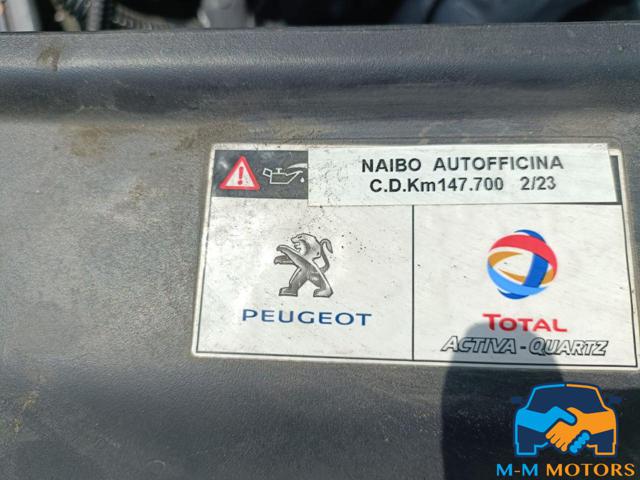 NAIBO AUTOFFICINA
C.D.Km147.700 2/23
PEUGEOT
TOTAL
ACTIVA-QUARTZ
M-M MOTORS